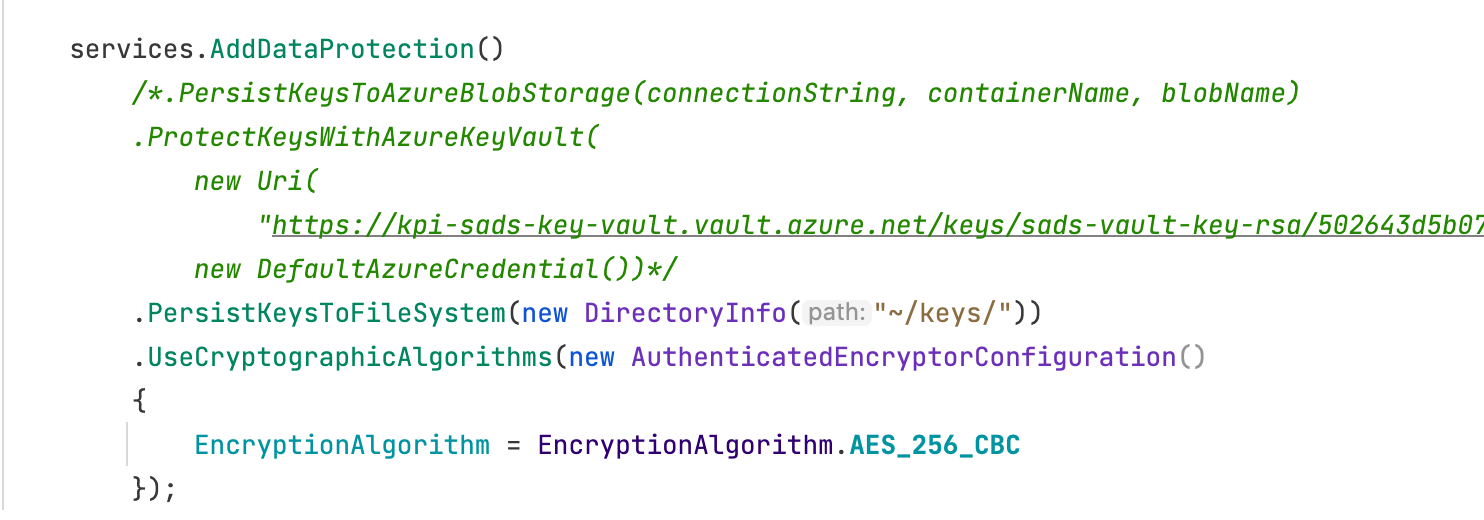 services.AddDataProtection()
/*.PersistKeysToAzureBlobStorage(connectionString, containerName, blobName)
.ProtectKeysWithAzureKeyVault(
new Uri(
"https://kpi-sads-key-vault.vault.azure.net/keys/sads-vault-key-rsa/502643d5b07
new DefaultAzureCredential())*/
.PersistKeysToFileSystem(new DirectoryInfo(path:"~/keys/"))
.UseCryptographicAlgorithms(new AuthenticatedEncryptorConfiguration()
{
EncryptionAlgorithm = EncryptionAlgorithm.AES_256_CBC
});